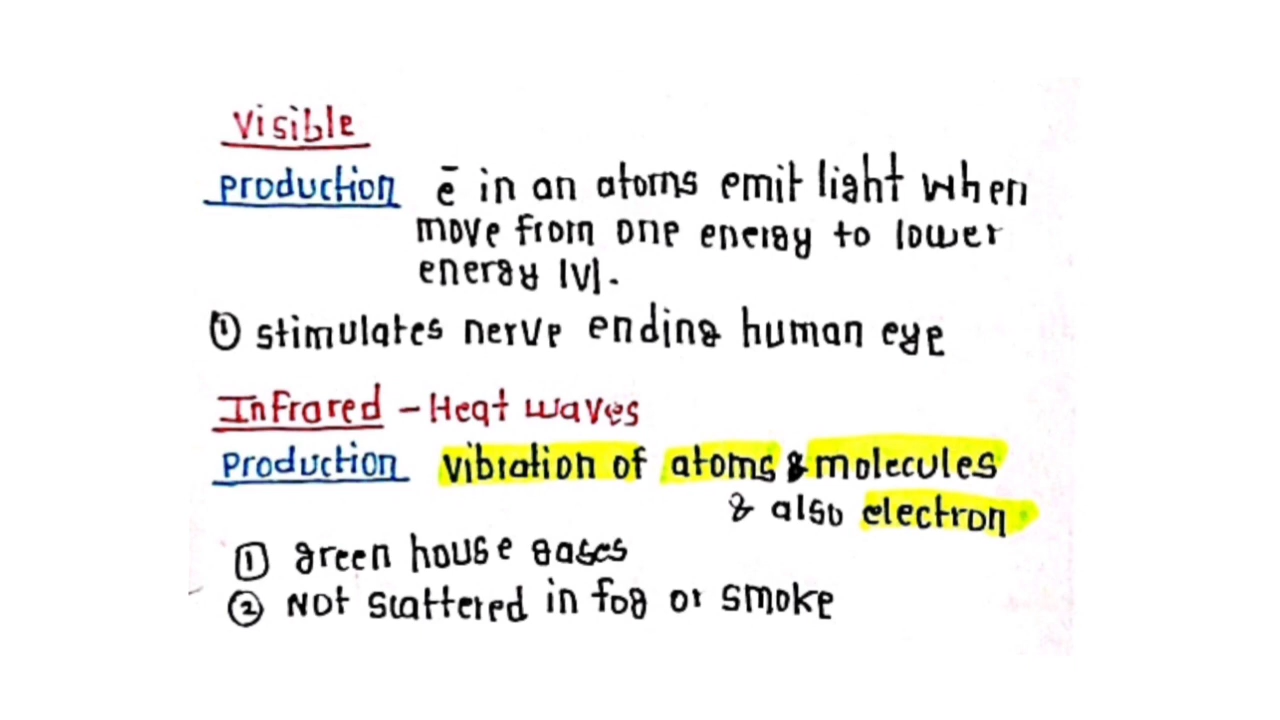 Visible
production ē in an atoms emit light when
move from one energy to lower
energy lvl.
① stimulates nerve ending human eye
Infrared - Heat waves
production vibration of atoms & molecules
& also electron
① green house gases
② Not scattered in fog or smoke